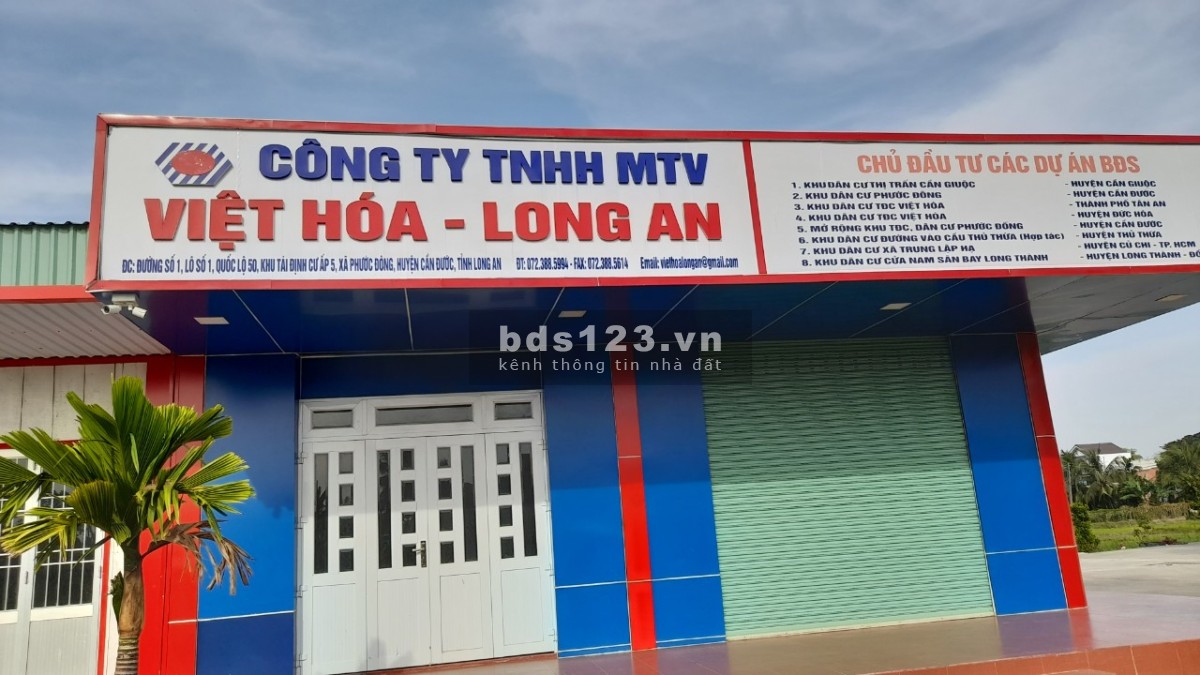 CÔNG TY TNHH MTV
VIỆT HÓA - LONG AN
ĐC: ĐƯỜNG SỐ 1, LÔ SỐ 1, QUỐC LỘ 50, KHU TÁI ĐỊNH CƯ ẤP 5, XÃ PHƯỚC ĐÔNG, HUYỆN CẦN ĐƯỚC, TỈNH LONG AN ĐT: 072.388.5994 - FAX: 072.388.5614 Email: viethoalongan@gmail.com
CHỦ ĐẦU TƯ CÁC DỰ ÁN BĐS
1. KHU DÂN CƯ THỊ TRẤN CẦN GIUỘC - HUYỆN CẦN GIUỘC
2. KHU DÂN CƯ PHƯỚC ĐÔNG - HUYỆN CẦN ĐƯỚC
3. KHU DÂN CƯ TĐC VIỆT HÓA - THÀNH PHỐ TÂN AN
4. KHU DÂN CƯ TĐC VIỆT HÓA - HUYỆN ĐỨC HÒA
5. MỞ RỘNG KHU TĐC, DÂN CƯ PHƯỚC ĐÔNG - HUYỆN CẦN ĐƯỚC
6. KHU DÂN CƯ ĐƯỜNG VÀO CẦU THỦ THỪA (Hợp tác) - HUYỆN THỦ THỪA
7. KHU DÂN CƯ XÃ TRUNG LẬP HẠ - HUYỆN CỦ CHI - TP. HCM
8. KHU DÂN CƯ CỬA NAM SÂN BAY LONG THÀNH - HUYỆN LONG THÀNH - ĐỒ
bds123.vn
kênh thông tin nhà đất